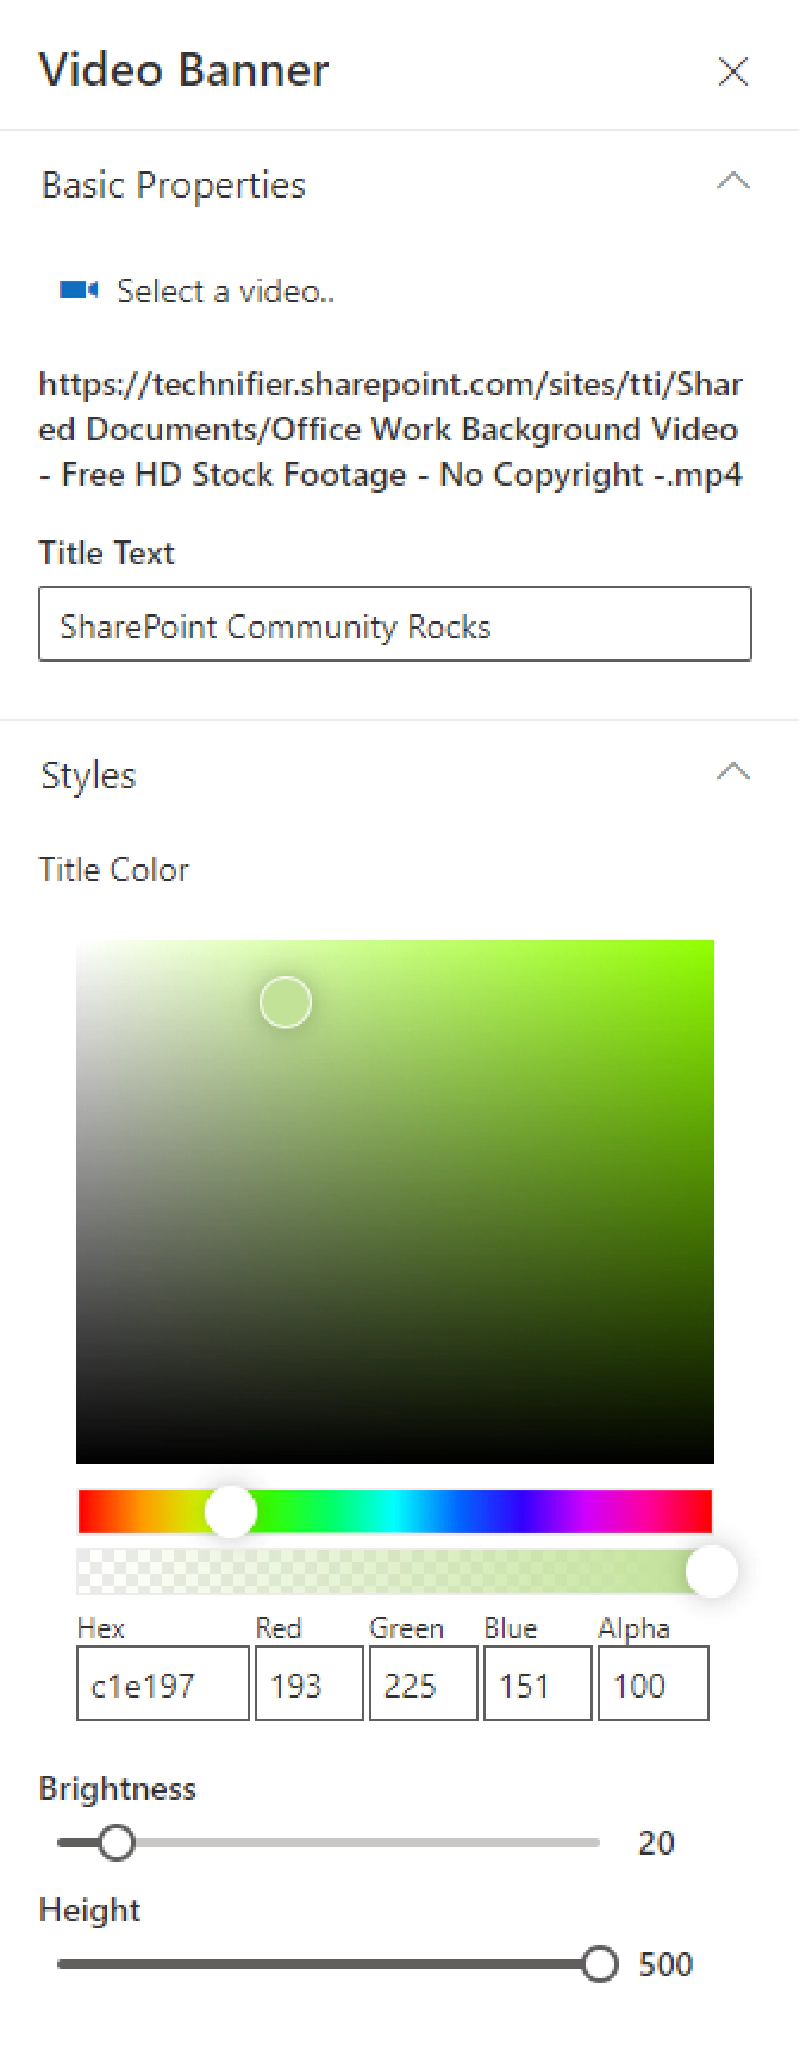 Video Banner
Basic Properties
Select a video..
https://technifier.sharepoint.com/sites/tti/Shar
ed Documents/Office Work Background Video
- Free HD Stock Footage - No Copyright -.mp4
Title Text
SharePoint Community Rocks
Styles
Title Color
Hex Red Green Blue Alpha
c1e197 193 225 151 100
Brightness
20
Height
500